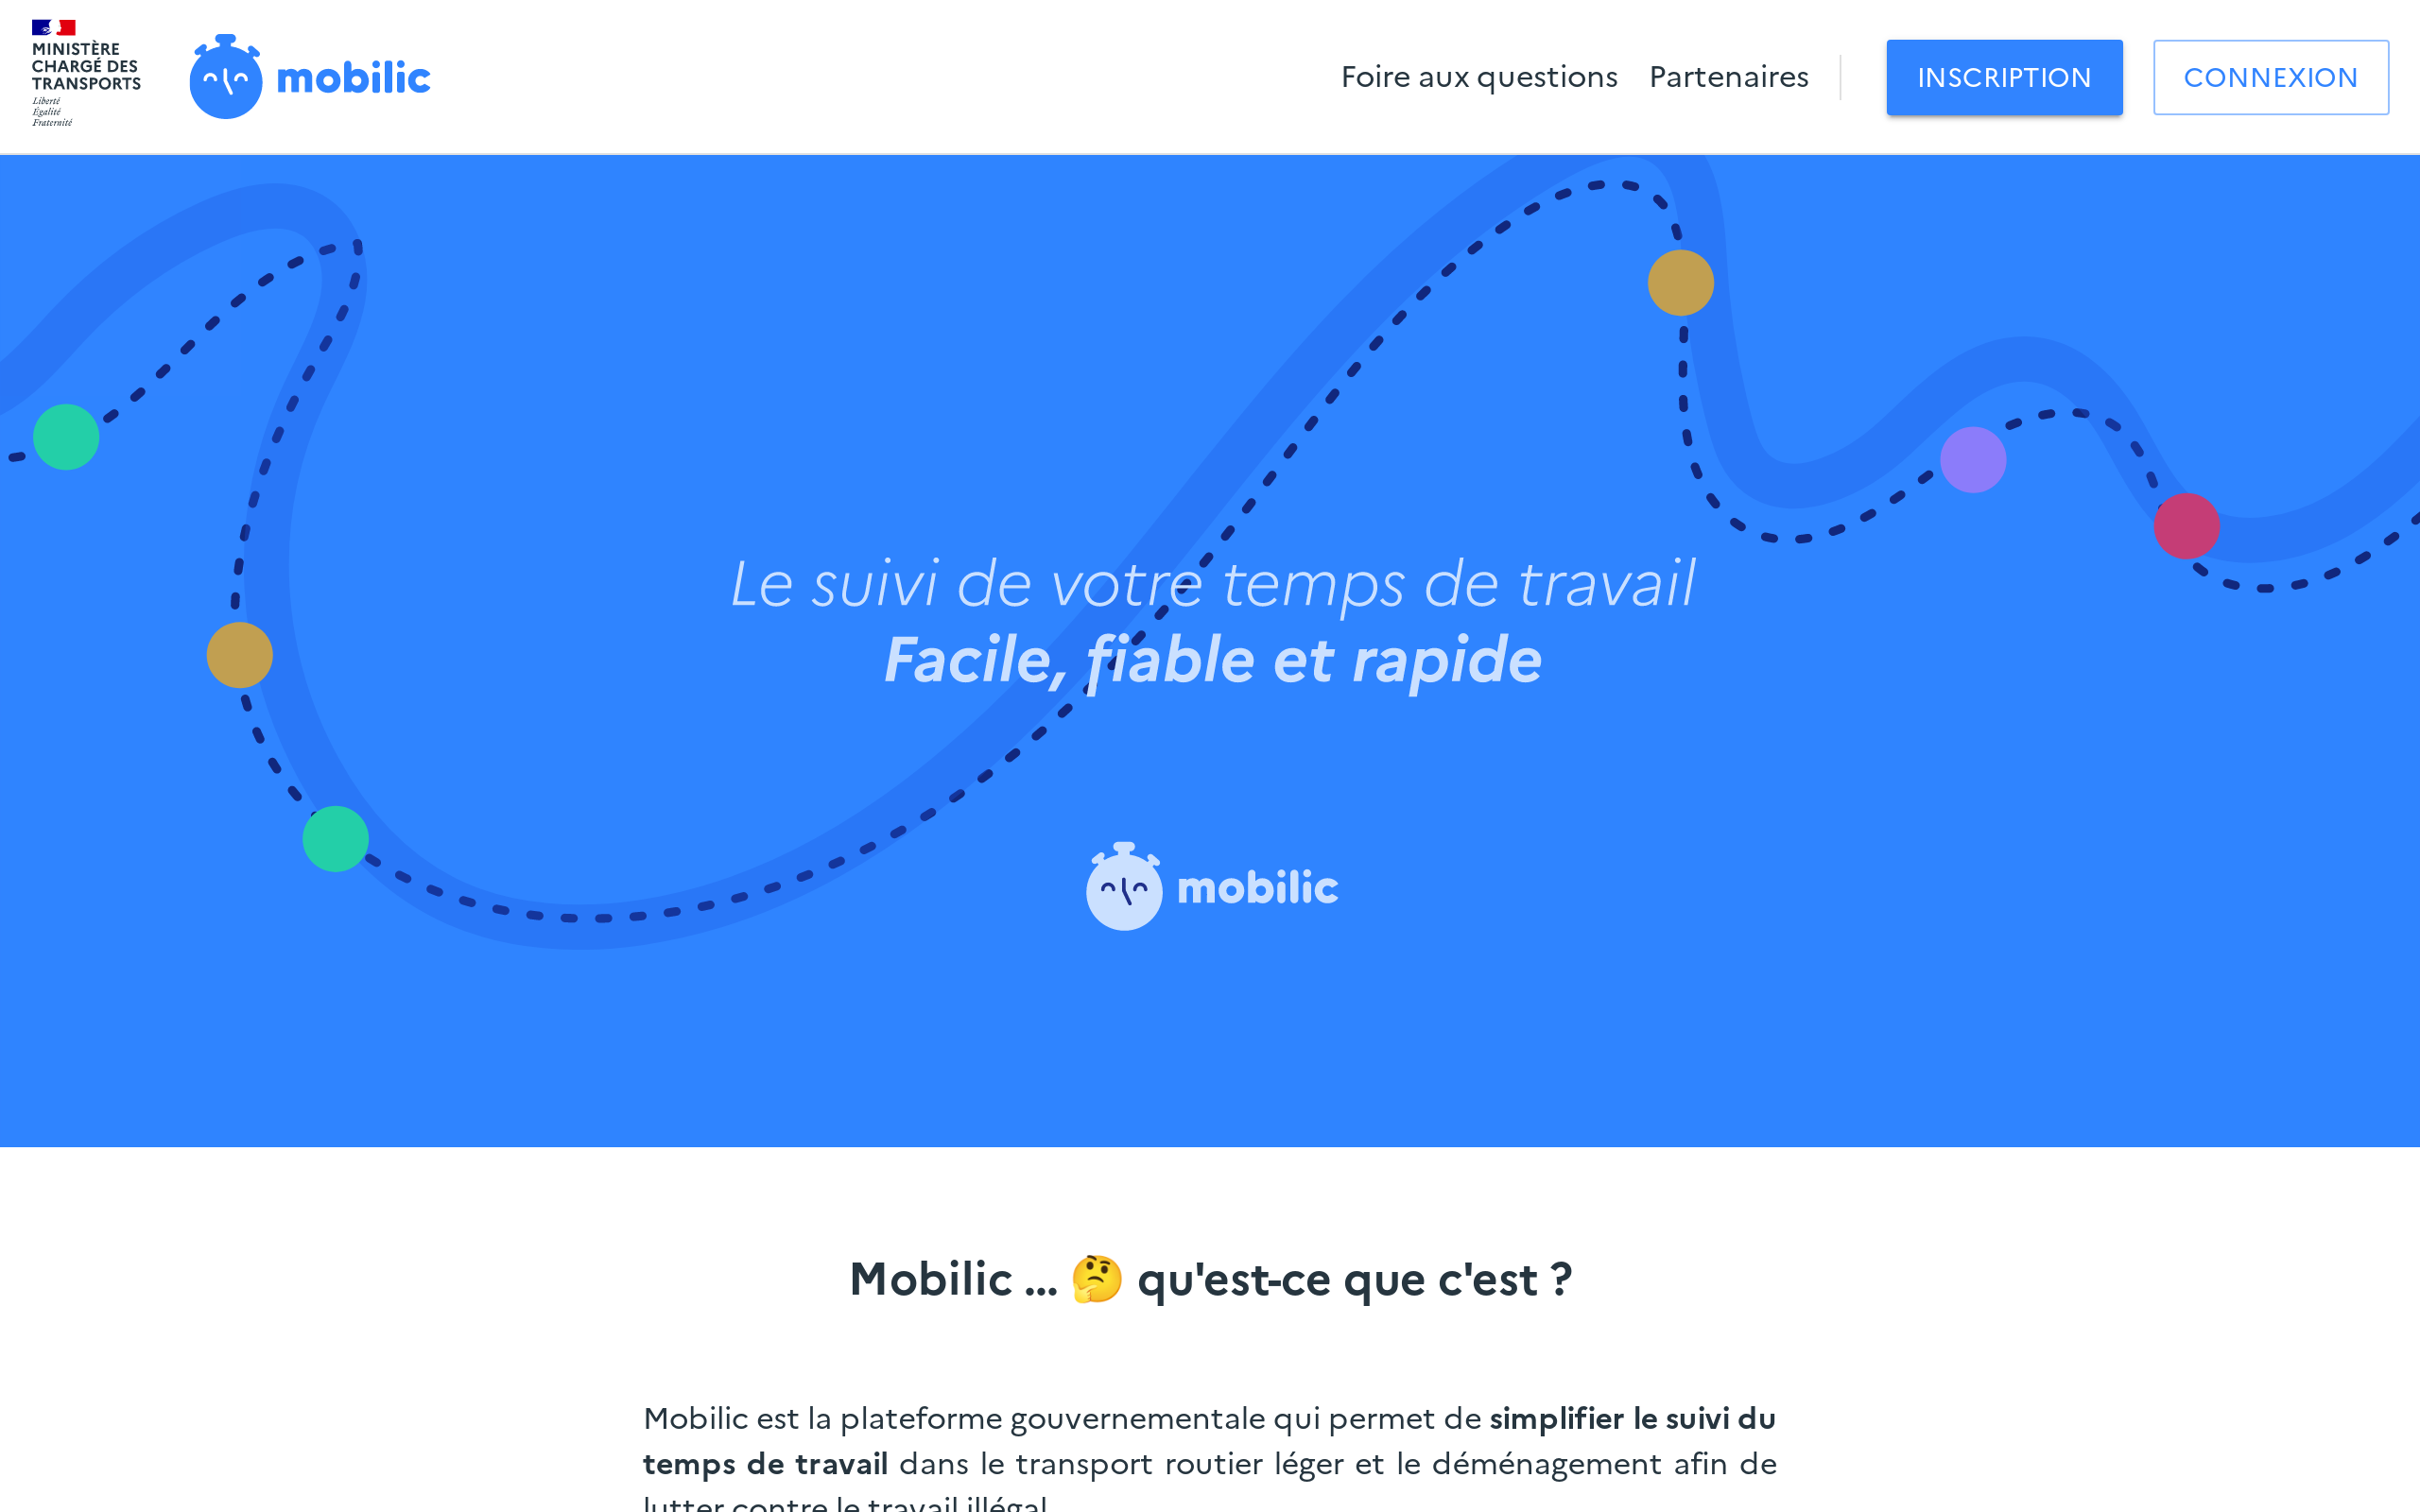 MINISTÈRE
CHARGÉ DES
TRANSPORTS
Liberté
Égalité
Fraternité
mobilic
Foire aux questions
Partenaires
INSCRIPTION
CONNEXION
Le suivi de votre temps de travail
Facile, fiable et rapide
mobilic
Mobilic ... 🤔 qu'est-ce que c'est ?
Mobilic est la plateforme gouvernementale qui permet de simplifier le suivi du
temps de travail dans le transport routier léger et le déménagement afin de
lutter contre le travail illégal